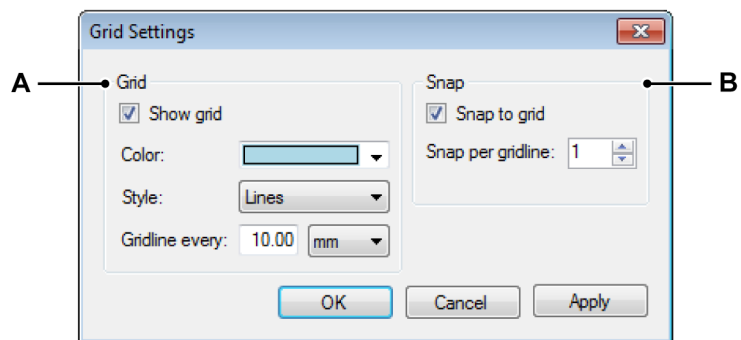 Grid Settings
A
Grid
Snap
B
Show grid
Snap to grid
Color:
Snap per gridline: 1
Style: Lines
Gridline every: 10.00 mm
OK Cancel Apply